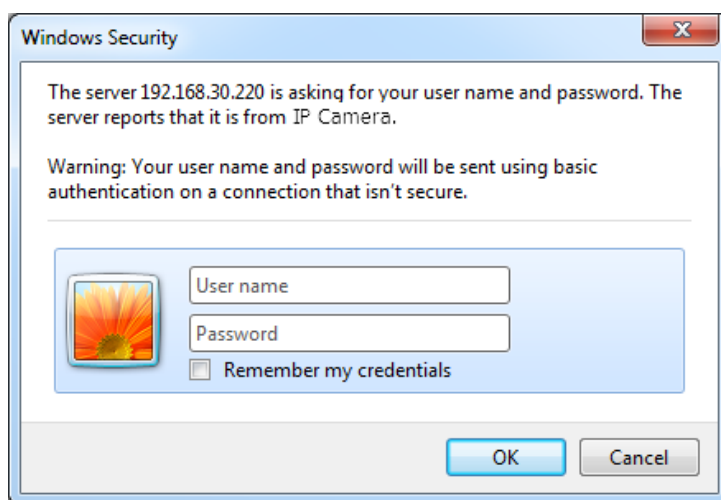 Windows Security
The server 192.168.30.220 is asking for your user name and password. The
server reports that it is from IP Camera.
Warning: Your user name and password will be sent using basic
authentication on a connection that isn't secure.
User name
Password
Remember my credentials
OK Cancel